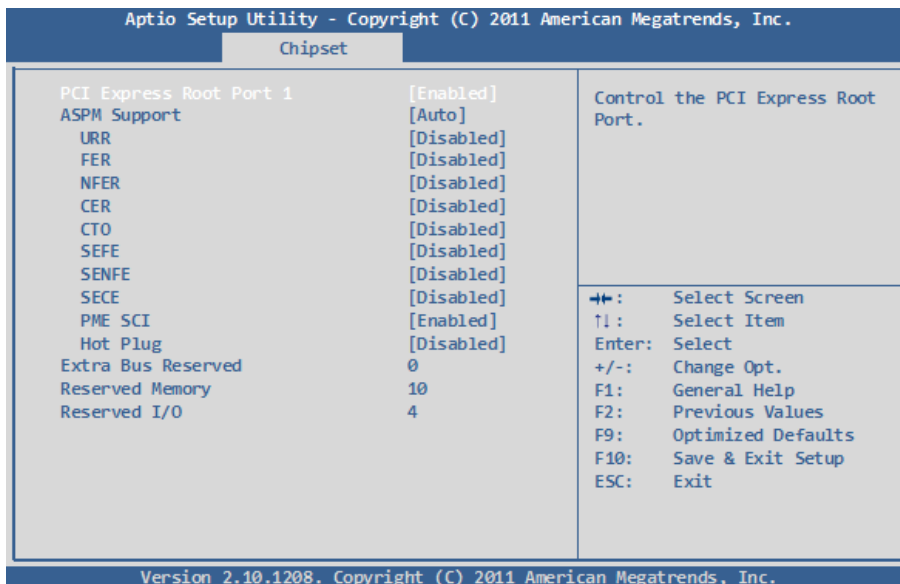 Aptio Setup Utility - Copyright (C) 2011 American Megatrends, Inc.
Chipset
PCI Express Root Port 1 [Enabled]
ASPM Support [Auto]
URR [Disabled]
FER [Disabled]
NFER [Disabled]
CER [Disabled]
CTO [Disabled]
SEFE [Disabled]
SENFE [Disabled]
SECE [Disabled]
PME SCI [Enabled]
Hot Plug [Disabled]
Extra Bus Reserved 0
Reserved Memory 10
Reserved I/O 4
Control the PCI Express Root
Port.
→←: Select Screen
↑↓: Select Item
Enter: Select
+/-: Change Opt.
F1: General Help
F2: Previous Values
F9: Optimized Defaults
F10: Save & Exit Setup
ESC: Exit
Version 2.10.1208. Copyright (C) 2011 American Megatrends, Inc.